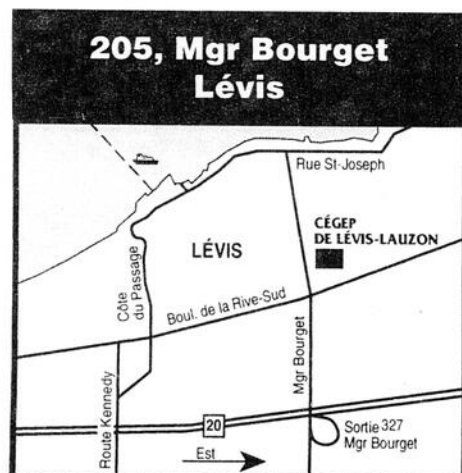 205, Mgr Bourget
Lévis
Rue St-Joseph
CÉGEP
DE LÉVIS-LAUZON
LÉVIS
Côte
du Passage
Boul. de la Rive-Sud
Mgr Bourget
Route Kennedy
20
Sortie 327
Mgr Bourget
Est